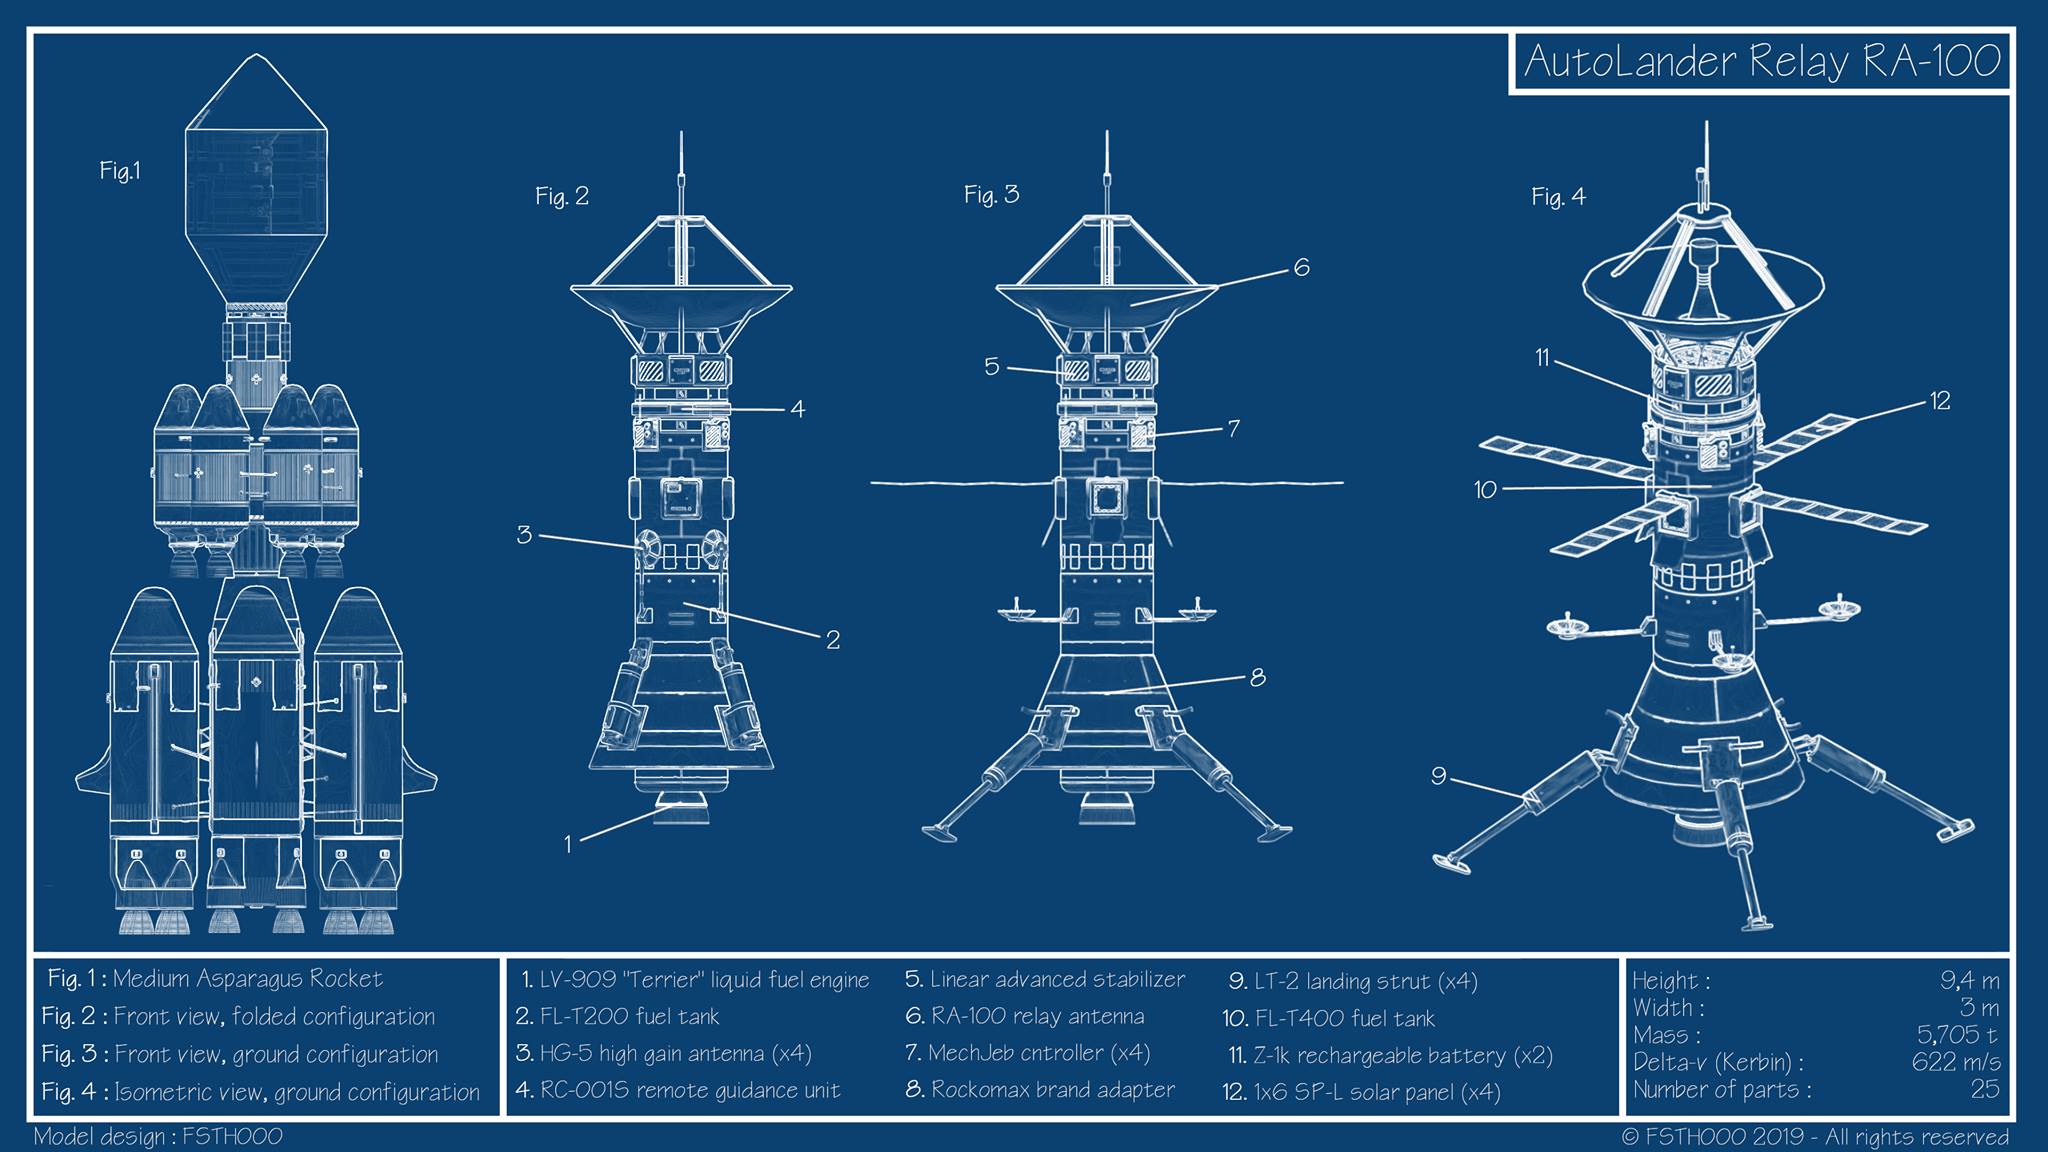 AutoLander Relay RA-100
Fig.1
Fig. 2
Fig. 3
Fig. 4
6
5
4
7
3
2
8
1
11
12
10
9
Fig. 1 : Medium Asparagus Rocket
Fig. 2 : Front view, folded configuration
Fig. 3 : Front view, ground configuration
Fig. 4 : Isometric view, ground configuration
1. LV-909 "Terrier" liquid fuel engine
2. FL-T200 fuel tank
3. HG-5 high gain antenna (x4)
4. RC-001S remote guidance unit
5. Linear advanced stabilizer
6. RA-100 relay antenna
7. MechJeb cntroller (x4)
8. Rockomax brand adapter
9. LT-2 landing strut (x4)
10. FL-T400 fuel tank
11. Z-1k rechargeable battery (x2)
12. 1x6 SP-L solar panel (x4)
Height : 9,4 m
Width : 3 m
Mass : 5,705 t
Delta-v (Kerbin) : 622 m/s
Number of parts : 25
Model design : FSTH000
© FSTH000 2019 - All rights reserved